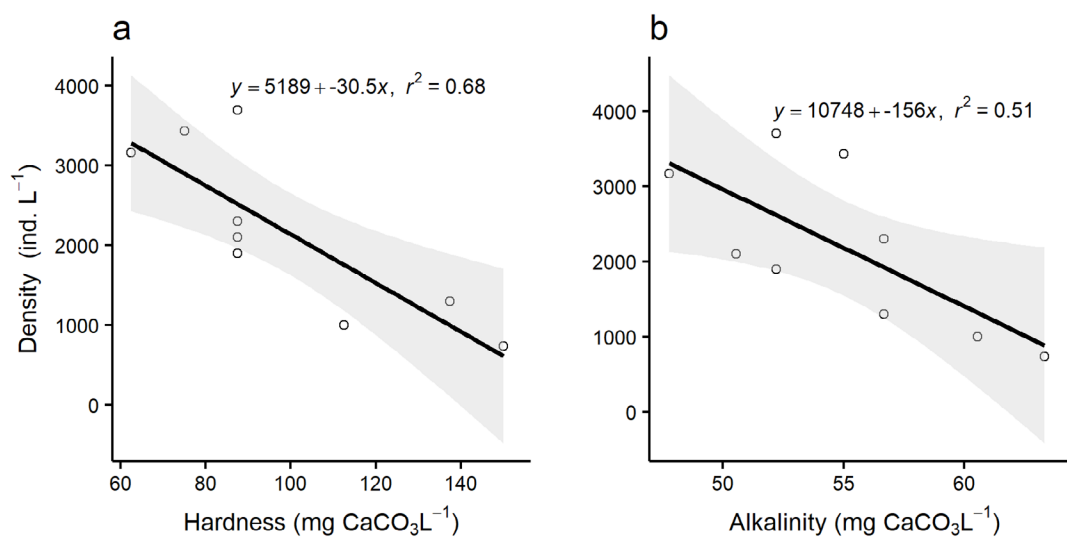 a
y = 5189 + -30.5x, r² = 0.68
4000
3000
2000
1000
0
Density (ind. L⁻¹)
60 80 100 120 140
Hardness (mg CaCO₃L⁻¹)
b
y = 10748 + -156x, r² = 0.51
4000
3000
2000
1000
0
50 55 60
Alkalinity (mg CaCO₃L⁻¹)